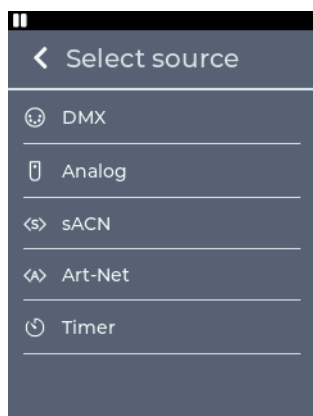 Select source
DMX
Analog
<S> sACN
<A> Art-Net
Timer